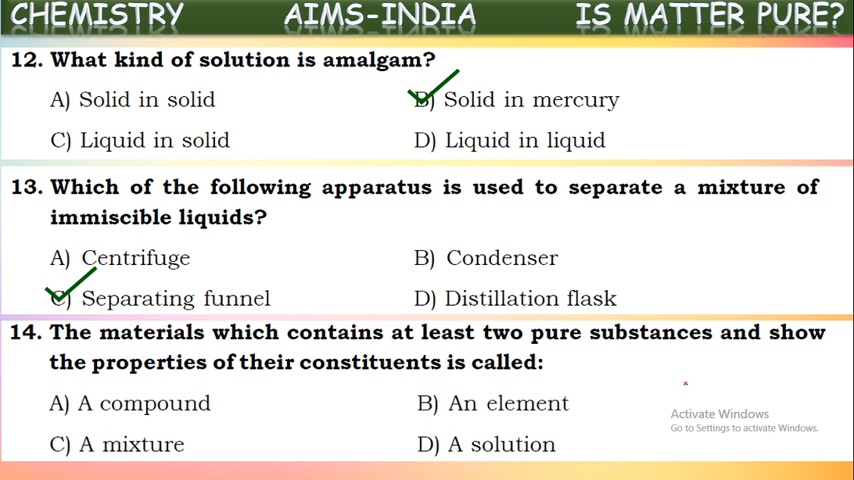 CHEMISTRY AIMS-INDIA IS MATTER PURE?
12. What kind of solution is amalgam?
A) Solid in solid B) Solid in mercury
C) Liquid in solid D) Liquid in liquid
13. Which of the following apparatus is used to separate a mixture of
immiscible liquids?
A) Centrifuge B) Condenser
C) Separating funnel D) Distillation flask
14. The materials which contains at least two pure substances and show
the properties of their constituents is called:
A) A compound B) An element
C) A mixture D) A solution
Activate Windows
Go to Settings to activate Windows.